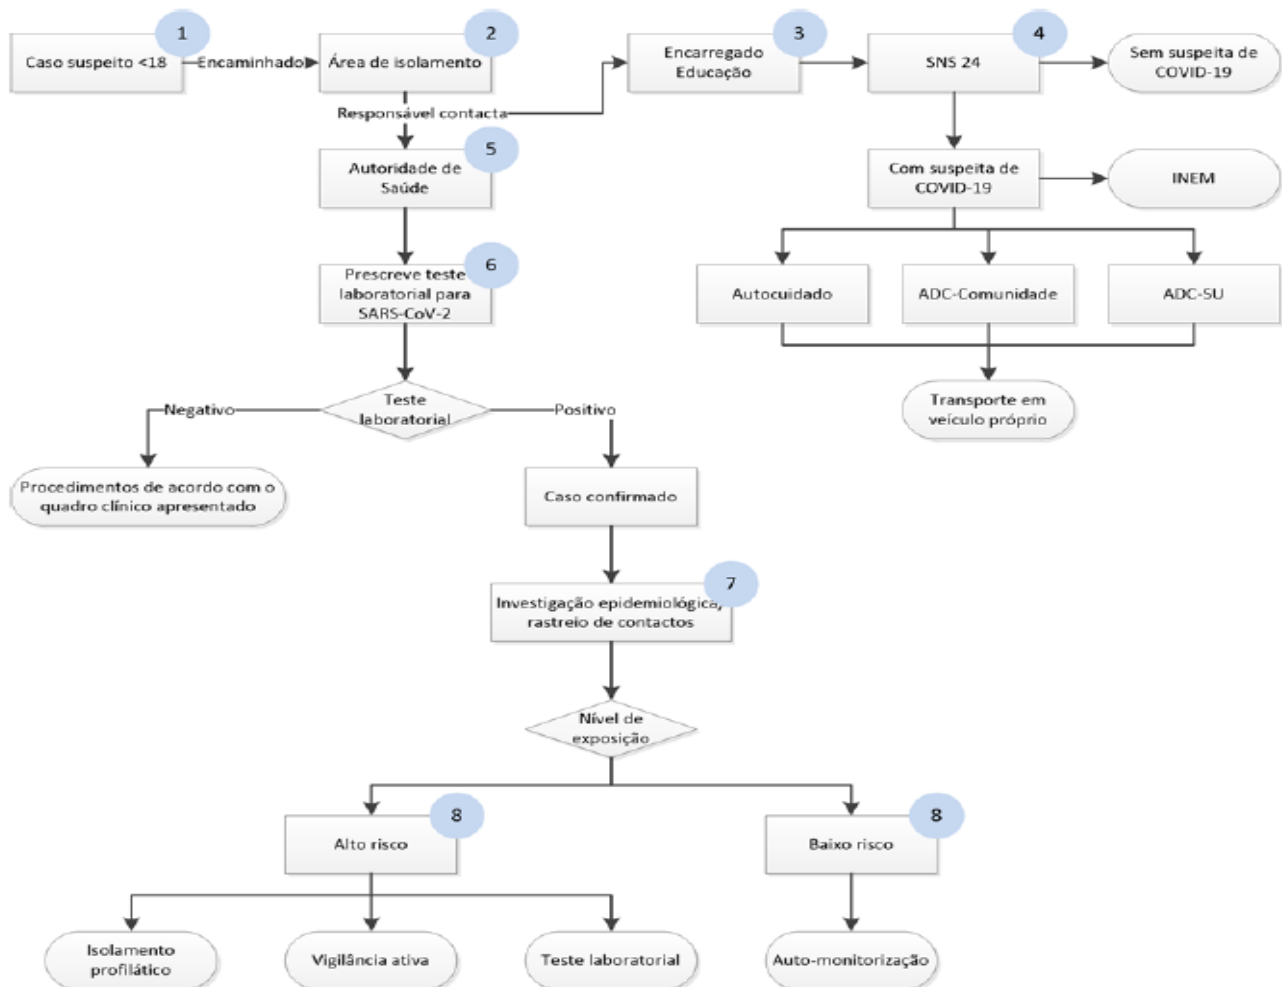 1
2
3
4
Caso suspeito <18
Encaminhado
Área de isolamento
Encarregado
Educação
SNS 24
Sem suspeita de
COVID-19
Responsável contacta
5
Autoridade de
Saúde
Com suspeita de
COVID-19
INEM
6
Prescreve teste
laboratorial para
SARS-CoV-2
Autocuidado
ADC-Comunidade
ADC-SU
Negativo
Teste
laboratorial
Positivo
Transporte em
veículo próprio
Procedimentos de acordo com o
quadro clínico apresentado
Caso confirmado
7
Investigação epidemiológica/
rastreio de contactos
Nível de
exposição
8
8
Alto risco
Baixo risco
Isolamento
profilático
Vigilância ativa
Teste laboratorial
Auto-monitorização